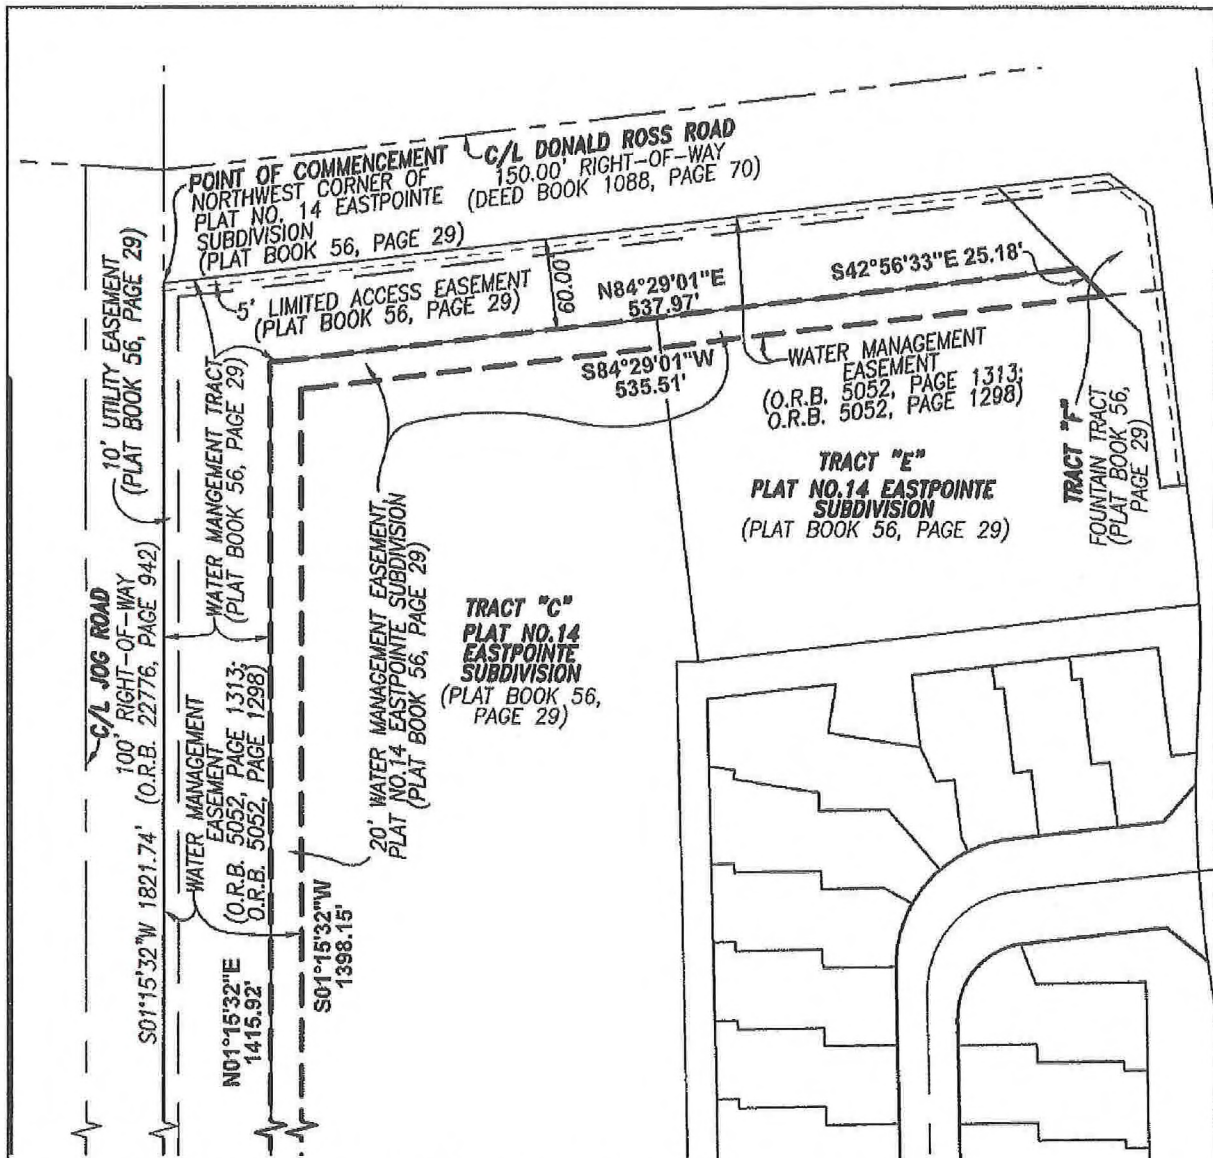 C/L DONALD ROSS ROAD
150.00' RIGHT-OF-WAY
(DEED BOOK 1088, PAGE 70)
POINT OF COMMENCEMENT
NORTHWEST CORNER OF
PLAT NO. 14 EASTPOINTE
SUBDIVISION
(PLAT BOOK 56, PAGE 29)
5' LIMITED ACCESS EASEMENT
(PLAT BOOK 56, PAGE 29)
60.00
N84°29'01"E
537.97'
S42°56'33"E 25.18'
S84°29'01"W
535.51'
WATER MANAGEMENT
EASEMENT
(O.R.B. 5052, PAGE 1313;
O.R.B. 5052, PAGE 1298)
TRACT "F"
FOUNTAIN TRACT
(PLAT BOOK 56,
PAGE 29)
TRACT "E"
PLAT NO.14 EASTPOINTE
SUBDIVISION
(PLAT BOOK 56, PAGE 29)
10' UTILITY EASEMENT
(PLAT BOOK 56, PAGE 29)
WATER MANGEMENT TRACT
(PLAT BOOK 56, PAGE 29)
20' WATER MANAGEMENT EASEMENT,
PLAT NO.14 EASTPOINTE SUBDIVISION
(PLAT BOOK 56, PAGE 29)
TRACT "C"
PLAT NO.14
EASTPOINTE
SUBDIVISION
(PLAT BOOK 56,
PAGE 29)
C/L JOG ROAD
100' RIGHT-OF-WAY
(O.R.B. 22776, PAGE 942)
S01°15'32"W 1821.74'
WATER MANAGEMENT
EASEMENT
(O.R.B. 5052, PAGE 1313;
O.R.B. 5052, PAGE 1298)
N01°15'32"E
1415.92'
S01°15'32"W
1398.15'